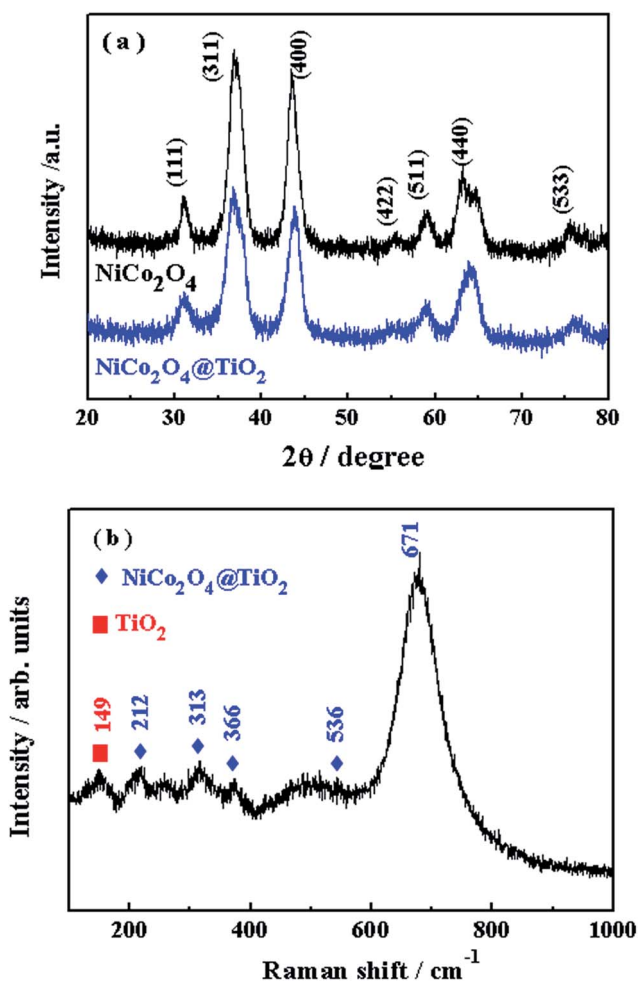 (a)
(111)
(311)
(400)
(422)
(511)
(440)
(533)
Intensity /a.u.
NiCo₂O₄
NiCo₂O₄@TiO₂
20 30 40 50 60 70 80
2θ / degree
(b)
NiCo₂O₄@TiO₂
TiO₂
149
212
313
366
536
671
Intensity / arb. units
200 400 600 800 1000
Raman shift / cm⁻¹